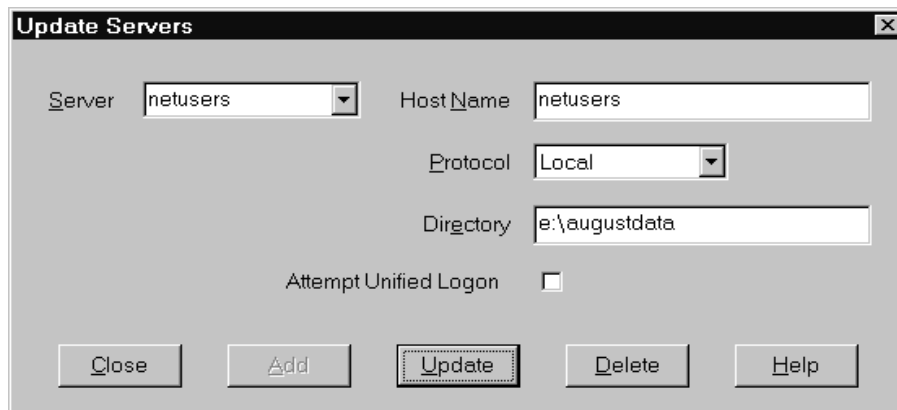 Update Servers
Server netusers Host Name netusers
Protocol Local
Directory e:\augustdata
Attempt Unified Logon
Close Add Update Delete Help